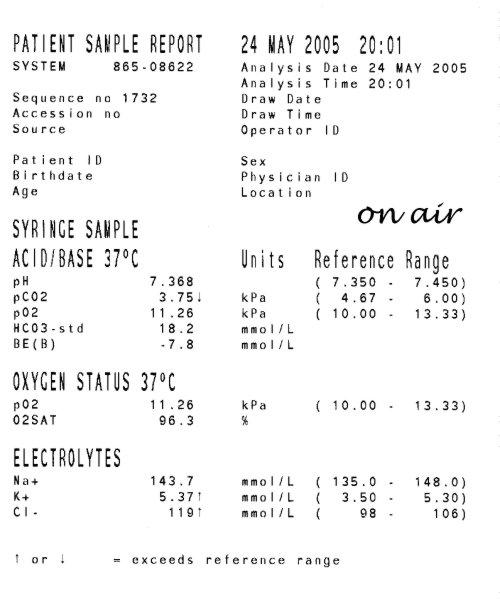 PATIENT SAMPLE REPORT 24 MAY 2005 20:01
SYSTEM 865-08622 Analysis Date 24 MAY 2005
Analysis Time 20:01
Sequence no 1732 Draw Date
Accession no Draw Time
Source Operator ID
Patient ID Sex
Birthdate Physician ID
Age Location
on air
SYRINGE SAMPLE
ACID/BASE 37ºC Units Reference Range
pH 7.368 ( 7.350 - 7.450)
pCO2 3.75↓ kPa ( 4.67 - 6.00)
pO2 11.26 kPa ( 10.00 - 13.33)
HCO3-std 18.2 mmol/L
BE(B) -7.8 mmol/L
OXYGEN STATUS 37ºC
pO2 11.26 kPa ( 10.00 - 13.33)
O2SAT 96.3 %
ELECTROLYTES
Na+ 143.7 mmol/L ( 135.0 - 148.0)
K+ 5.37↑ mmol/L ( 3.50 - 5.30)
Cl- 119↑ mmol/L ( 98 - 106)
↑ or ↓ = exceeds reference range